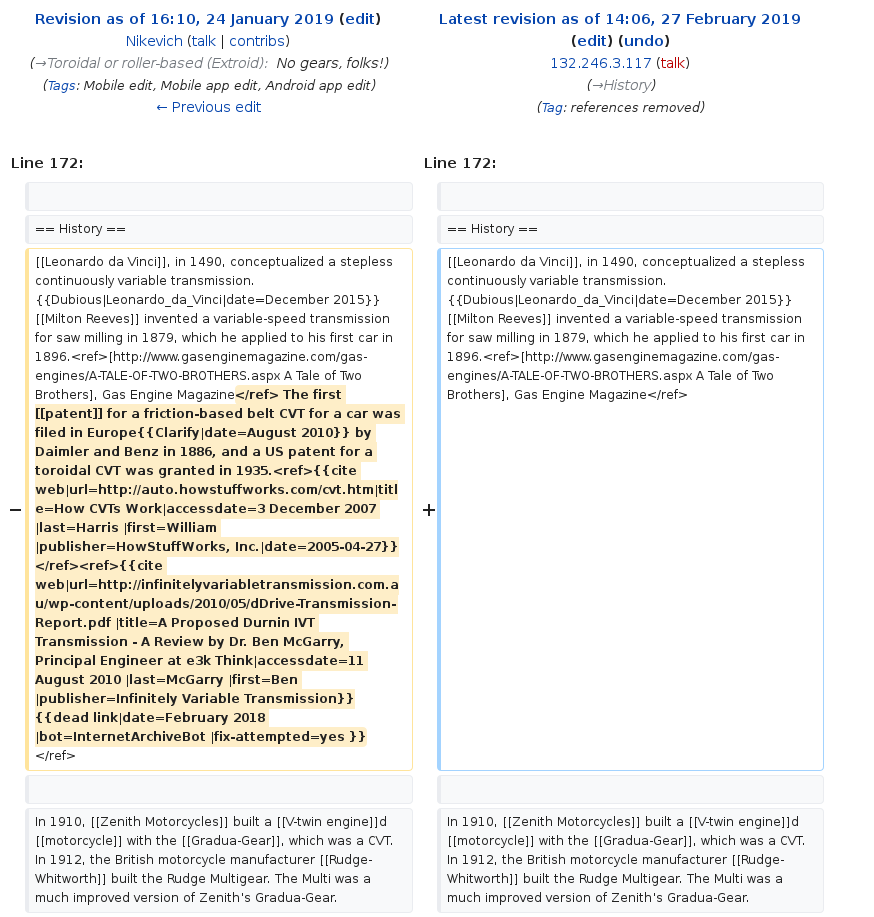 Revision as of 16:10, 24 January 2019 (edit)
Nikevich (talk | contribs)
(→Toroidal or roller-based (Extroid): No gears, folks!)
(Tags: Mobile edit, Mobile app edit, Android app edit)
← Previous edit
Latest revision as of 14:06, 27 February 2019
(edit) (undo)
132.246.3.117 (talk)
(→History)
(Tag: references removed)
Line 172:
Line 172:
== History ==
== History ==
[[Leonardo da Vinci]], in 1490, conceptualized a stepless
continuously variable transmission.
{{Dubious|Leonardo_da_Vinci|date=December 2015}}
[[Milton Reeves]] invented a variable-speed transmission
for saw milling in 1879, which he applied to his first car in
1896.<ref>[http://www.gasenginemagazine.com/gas-
engines/A-TALE-OF-TWO-BROTHERS.aspx A Tale of Two
Brothers], Gas Engine Magazine</ref> The first
[[patent]] for a friction-based belt CVT for a car was
filed in Europe{{Clarify|date=August 2010}} by
Daimler and Benz in 1886, and a US patent for a
toroidal CVT was granted in 1935.<ref>{{cite
web|url=http://auto.howstuffworks.com/cvt.htm|titl
e=How CVTs Work|accessdate=3 December 2007
|last=Harris |first=William
|publisher=HowStuffWorks, Inc.|date=2005-04-27}}
</ref><ref>{{cite
web|url=http://infinitelyvariabletransmission.com.a
u/wp-content/uploads/2010/05/dDrive-Transmission-
Report.pdf |title=A Proposed Durnin IVT
Transmission - A Review by Dr. Ben McGarry,
Principal Engineer at e3k Think|accessdate=11
August 2010 |last=McGarry |first=Ben
|publisher=Infinitely Variable Transmission}}
{{dead link|date=February 2018
|bot=InternetArchiveBot |fix-attempted=yes }}
</ref>
−
+
[[Leonardo da Vinci]], in 1490, conceptualized a stepless
continuously variable transmission.
{{Dubious|Leonardo_da_Vinci|date=December 2015}}
[[Milton Reeves]] invented a variable-speed transmission
for saw milling in 1879, which he applied to his first car in
1896.<ref>[http://www.gasenginemagazine.com/gas-
engines/A-TALE-OF-TWO-BROTHERS.aspx A Tale of Two
Brothers], Gas Engine Magazine</ref>
In 1910, [[Zenith Motorcycles]] built a [[V-twin engine]]d
[[motorcycle]] with the [[Gradua-Gear]], which was a CVT.
In 1912, the British motorcycle manufacturer [[Rudge-
Whitworth]] built the Rudge Multigear. The Multi was a
much improved version of Zenith's Gradua-Gear.
In 1910, [[Zenith Motorcycles]] built a [[V-twin engine]]d
[[motorcycle]] with the [[Gradua-Gear]], which was a CVT.
In 1912, the British motorcycle manufacturer [[Rudge-
Whitworth]] built the Rudge Multigear. The Multi was a
much improved version of Zenith's Gradua-Gear.